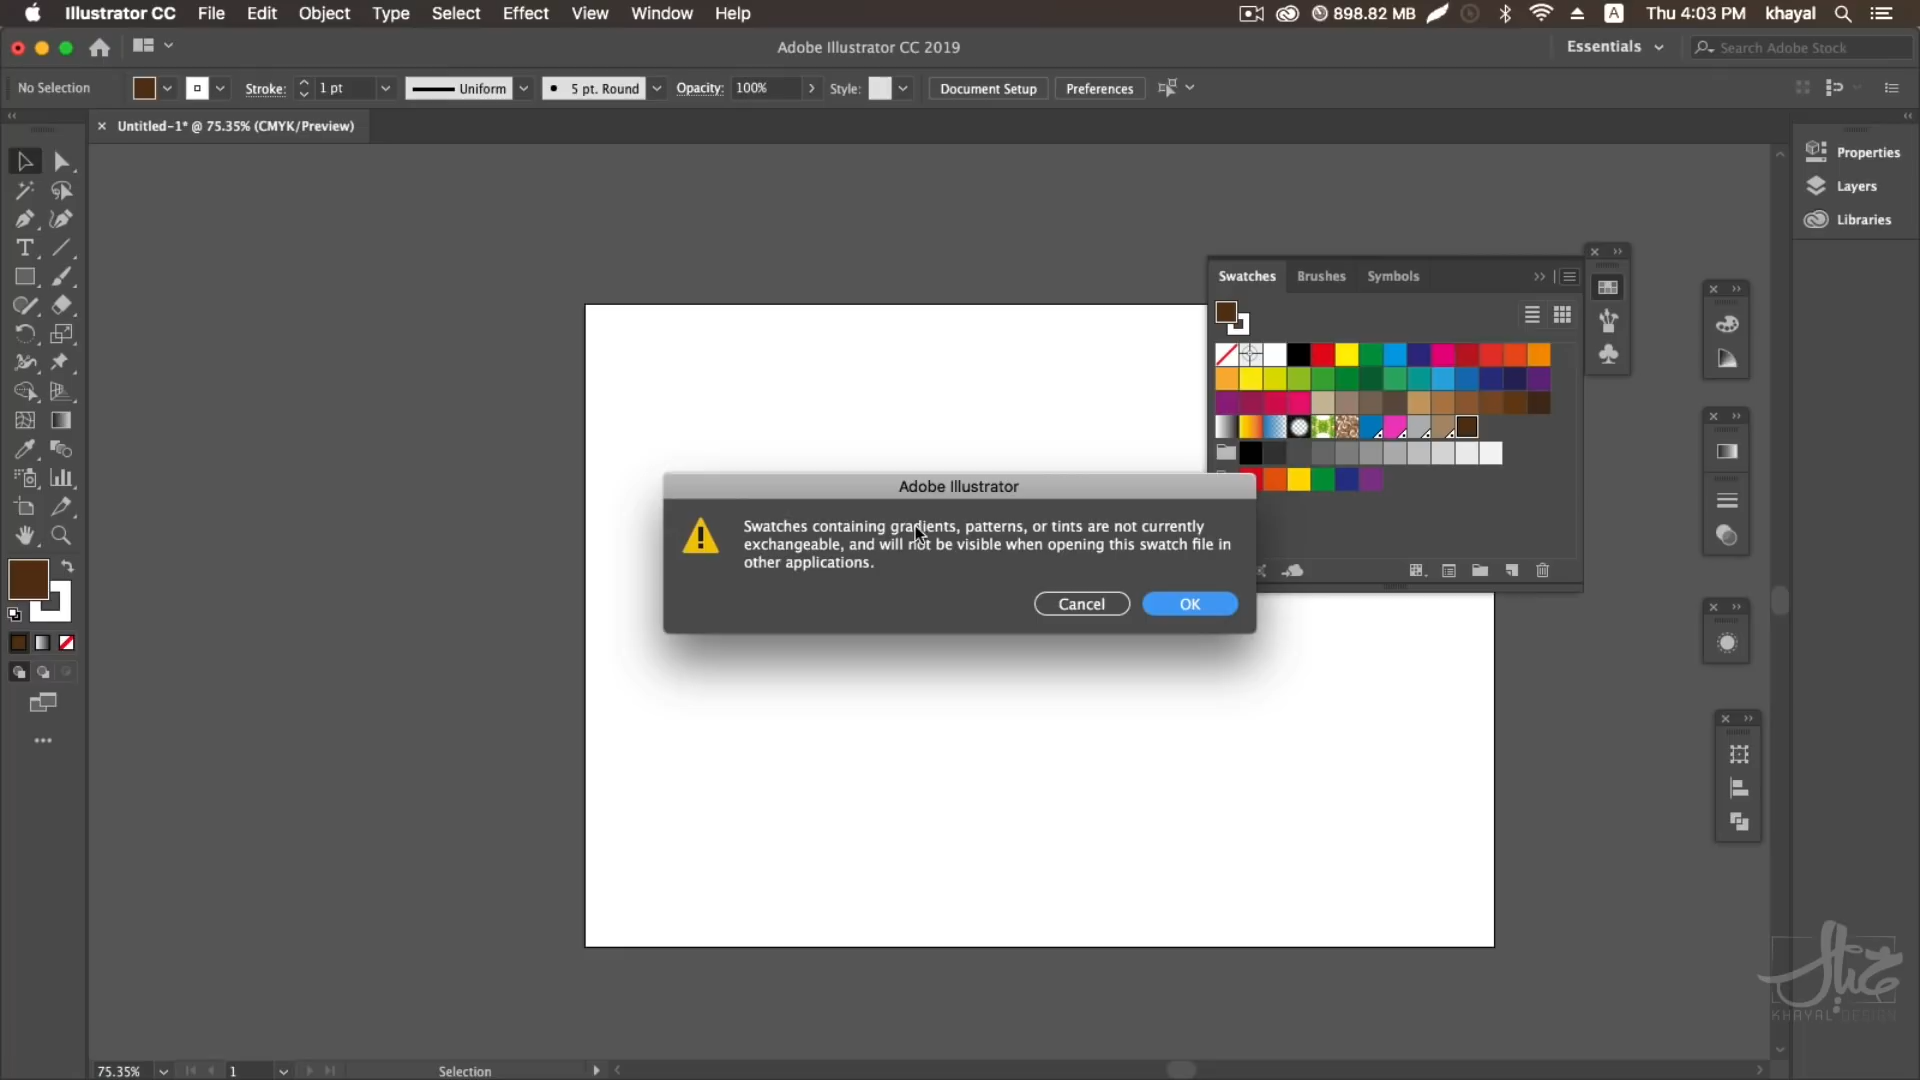 Illustrator CC File Edit Object Type Select Effect View Window Help 898.82 MB A Thu 4:03 PM khayal
Adobe Illustrator CC 2019 Essentials Search Adobe Stock
No Selection Stroke: 1 pt Uniform 5 pt. Round Opacity: 100% Style: Document Setup Preferences
Untitled-1* @ 75.35% (CMYK/Preview)
Properties
Layers
Libraries
Swatches Brushes Symbols
Adobe Illustrator
Swatches containing gradients, patterns, or tints are not currently
exchangeable, and will not be visible when opening this swatch file in
other applications.
Cancel OK
KHAYAL DESIGN
75.35% 1 Selection